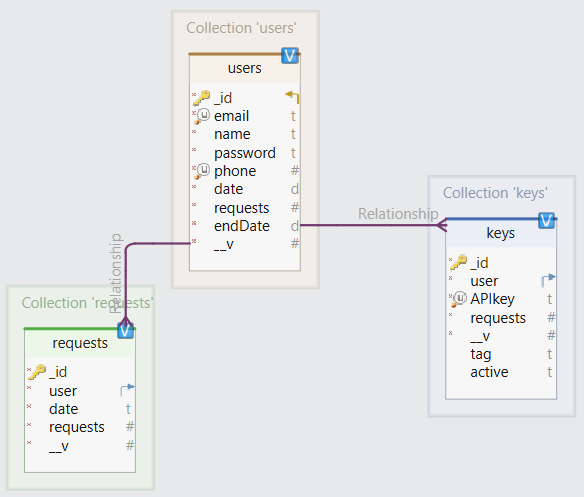 Collection 'users'
V
users
* _id
* u email t
* name t
* password t
* u phone #
* date d
* requests #
* endDate d
* __v #
Relationship
Relationship
Collection 'keys'
V
keys
* _id
* user
* u APIkey t
* requests #
* __v #
tag t
active t
Collection 'requests'
V
requests
* _id
* user
* date t
* requests #
* __v #